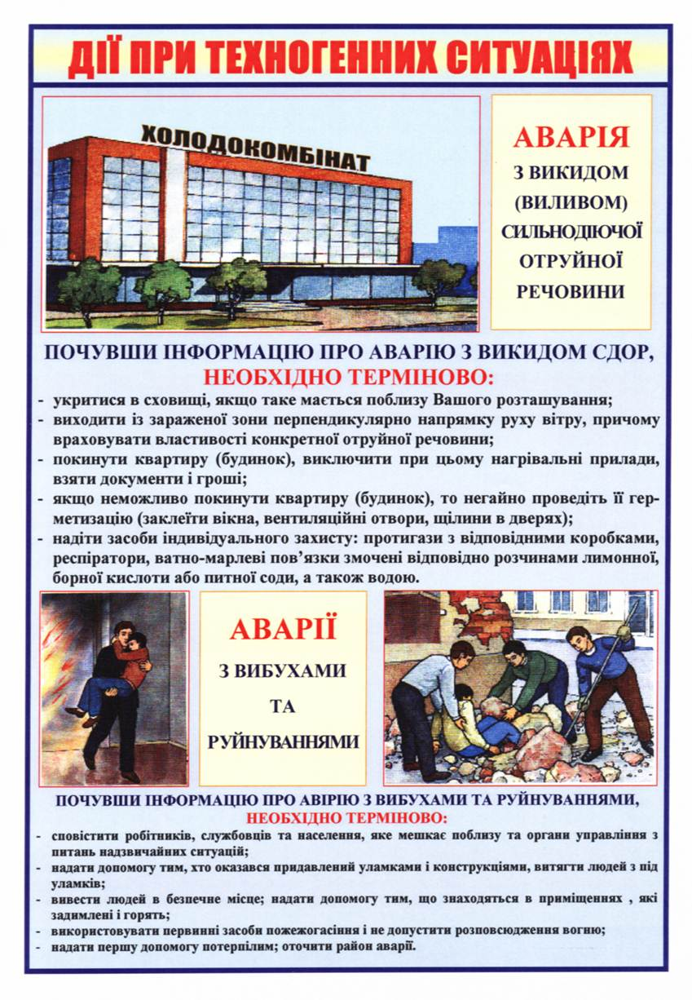 ДІЇ ПРИ ТЕХНОГЕННИХ СИТУАЦІЯХ
ХОЛОДОКОМБІНАТ
АВАРІЯ
З ВИКИДОМ
(ВИЛИВОМ)
СИЛЬНОДІЮЧОЇ
ОТРУЙНОЇ
РЕЧОВИНИ
ПОЧУВШИ ІНФОРМАЦІЮ ПРО АВАРІЮ З ВИКИДОМ СДОР,
НЕОБХІДНО ТЕРМІНОВО:
- укритися в сховищі, якщо таке мається поблизу Вашого розташування;
- виходити із зараженої зони перпендикулярно напрямку руху вітру, причому
враховувати властивості конкретної отруйної речовини;
- покинути квартиру (будинок), виключити при цьому нагрівальні прилади,
взяти документи і гроші;
- якщо неможливо покинути квартиру (будинок), то негайно проведіть її гер-
метизацію (заклеїти вікна, вентиляційні отвори, щілини в дверях);
- надіти засоби індивідуального захисту: протигази з відповідними коробками,
респіратори, ватно-марлеві пов’язки змочені відповідно розчинами лимонної,
борної кислоти або питної соди, а також водою.
АВАРІЇ
З ВИБУХАМИ
ТА
РУЙНУВАННЯМИ
ПОЧУВШИ ІНФОРМАЦІЮ ПРО АВІРІЮ З ВИБУХАМИ ТА РУЙНУВАННЯМИ,
НЕОБХІДНО ТЕРМІНОВО:
- сповістити робітників, службовців та населення, яке мешкає поблизу та органи управління з
питань надзвичайних ситуацій;
- надати допомогу тим, хто оказався придавлений уламками і конструкціями, витягти людей з під
уламків;
- вивести людей в безпечне місце; надати допомогу тим, що знаходяться в приміщеннях , які
задимлені і горять;
- використовувати первинні засоби пожежогасіння і не допустити розповсюдження вогню;
- надати першу допомогу потерпілим; оточити район аварії.